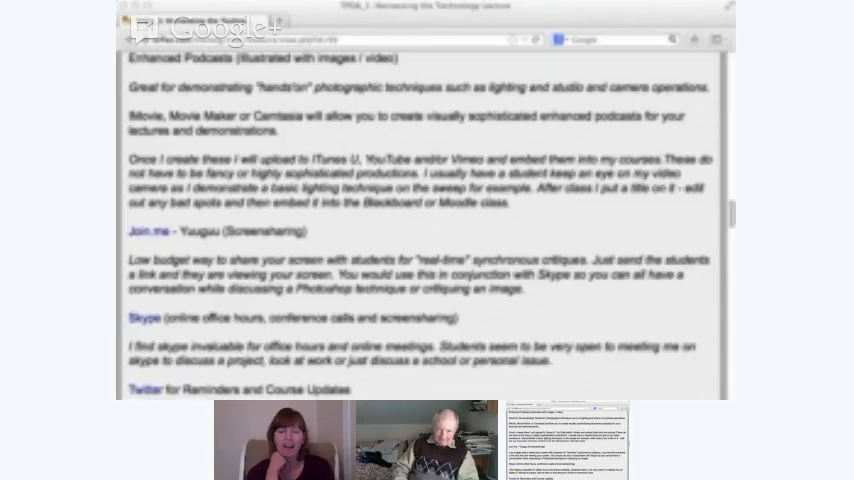 TPOA_1: Harnessing the Technology Lecture
Google+
Google
Enhanced Podcasts (Illustrated with images / video)
Great for demonstrating "hands'on" photographic techniques such as lighting and studio and camera operations.
iMovie, Movie Maker or Camtasia will allow you to create visually sophisticated enhanced podcasts for your
lectures and demonstrations.
Once I create these I will upload to iTunes U, YouTube and/or Vimeo and embed them into my courses.These do
not have to be fancy or highly sophisticated productions. I usually have a student keep an eye on my video
camera as I demonstrate a basic lighting technique on the sweep for example. After class I put a title on it - edit
out any bad spots and then embed it into the Blackboard or Moodle class.
Join.me - Yuuguu (Screensharing)
Low budget way to share your screen with students for "real-time" synchronous critiques. Just send the students
a link and they are viewing your screen. You would use this in conjunction with Skype so you can all have a
conversation while discussing a Photoshop technique or critiquing an image.
Skype (online office hours, conference calls and screensharing)
I find skype invaluable for office hours and online meetings. Students seem to be very open to meeting me on
skype to discuss a project, look at work or just discuss a school or personal issue.
Twitter for Reminders and Course Updates